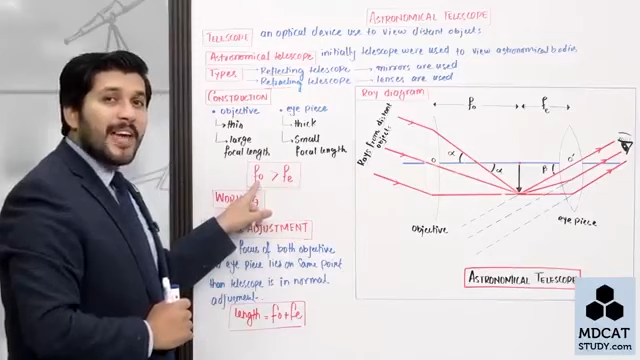 ASTRONOMICAL TELESCOPE
TELESCOPE an optical device use to view distant objects
Astronomical telescope initially telescope were used to view astronomical bodies
Types → Reflecting telescope → mirrors are used
→ Refracting telescope → lenses are used
CONSTRUCTION
• objective • eye piece
→ thin → thick
→ large → Small
focal length focal length
fo > fe
WOR
ADJUSTMENT
focus of both objective
eye piece lies on Same point
than telescope is in normal
adjustment.
length = fo+fe
Ray diagram
fo fe
Rays from distant
object
α α β
O O'
objective
eye piece
ASTRONOMICAL TELESCOPE
MDCAT
STUDY.com